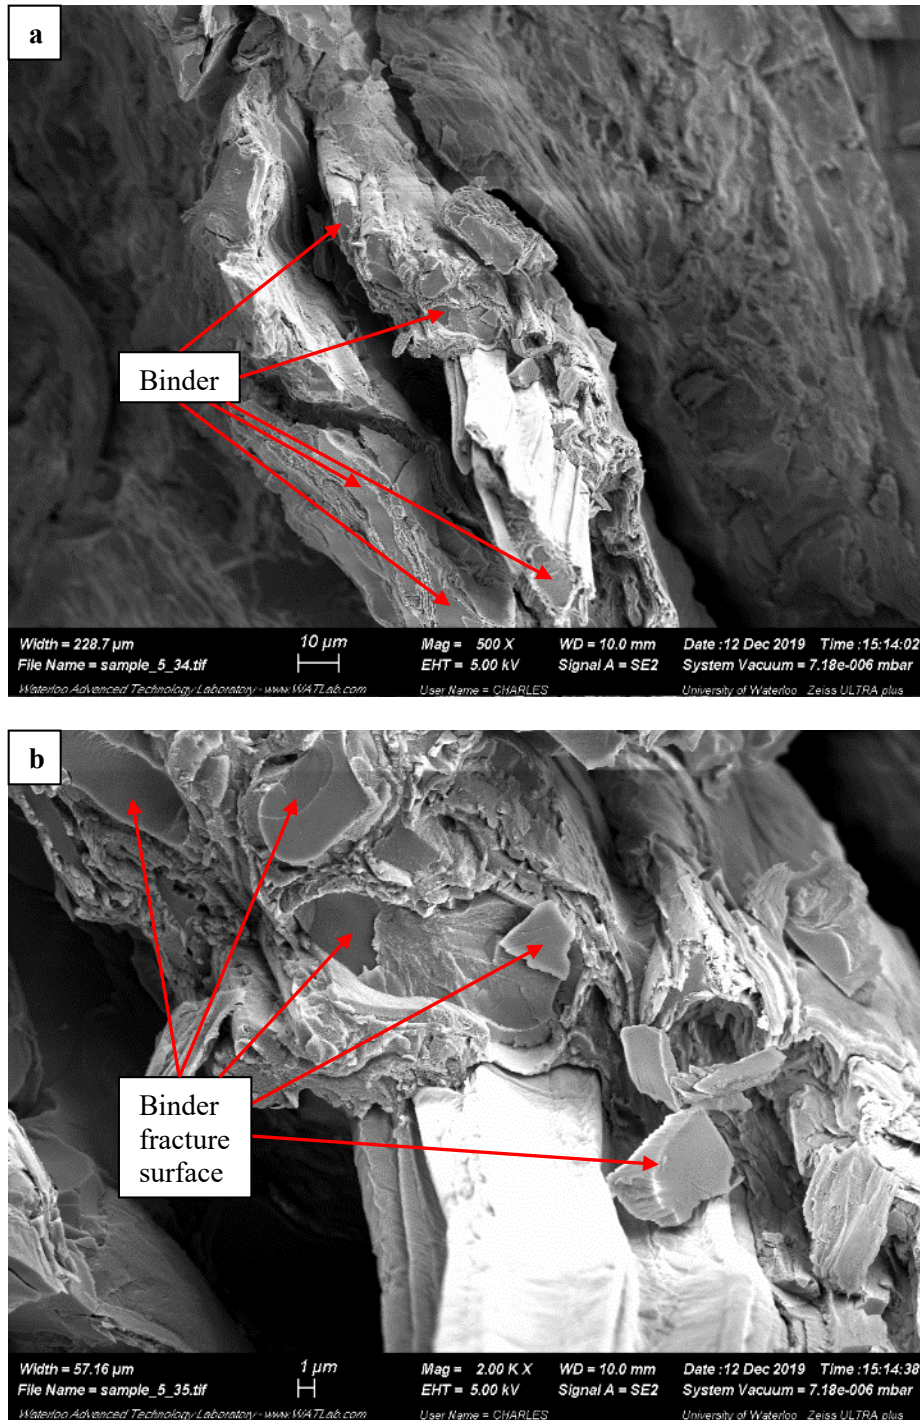 a
Binder
Width = 228.7 µm
10 µm
Mag = 500 X
WD = 10.0 mm
Date :12 Dec 2019 Time :15:14:02
File Name = sample_5_34.tif
EHT = 5.00 kV
Signal A = SE2
System Vacuum = 7.18e-006 mbar
Waterloo Advanced Technology Laboratory - www.WATLab.com
User Name = CHARLES
University of Waterloo Zeiss ULTRA plus
b
Binder
fracture
surface
Width = 57.16 µm
1 µm
Mag = 2.00 K X
WD = 10.0 mm
Date :12 Dec 2019 Time :15:14:38
File Name = sample_5_35.tif
EHT = 5.00 kV
Signal A = SE2
System Vacuum = 7.18e-006 mbar
Waterloo Advanced Technology Laboratory - www.WATLab.com
User Name = CHARLES
University of Waterloo Zeiss ULTRA plus